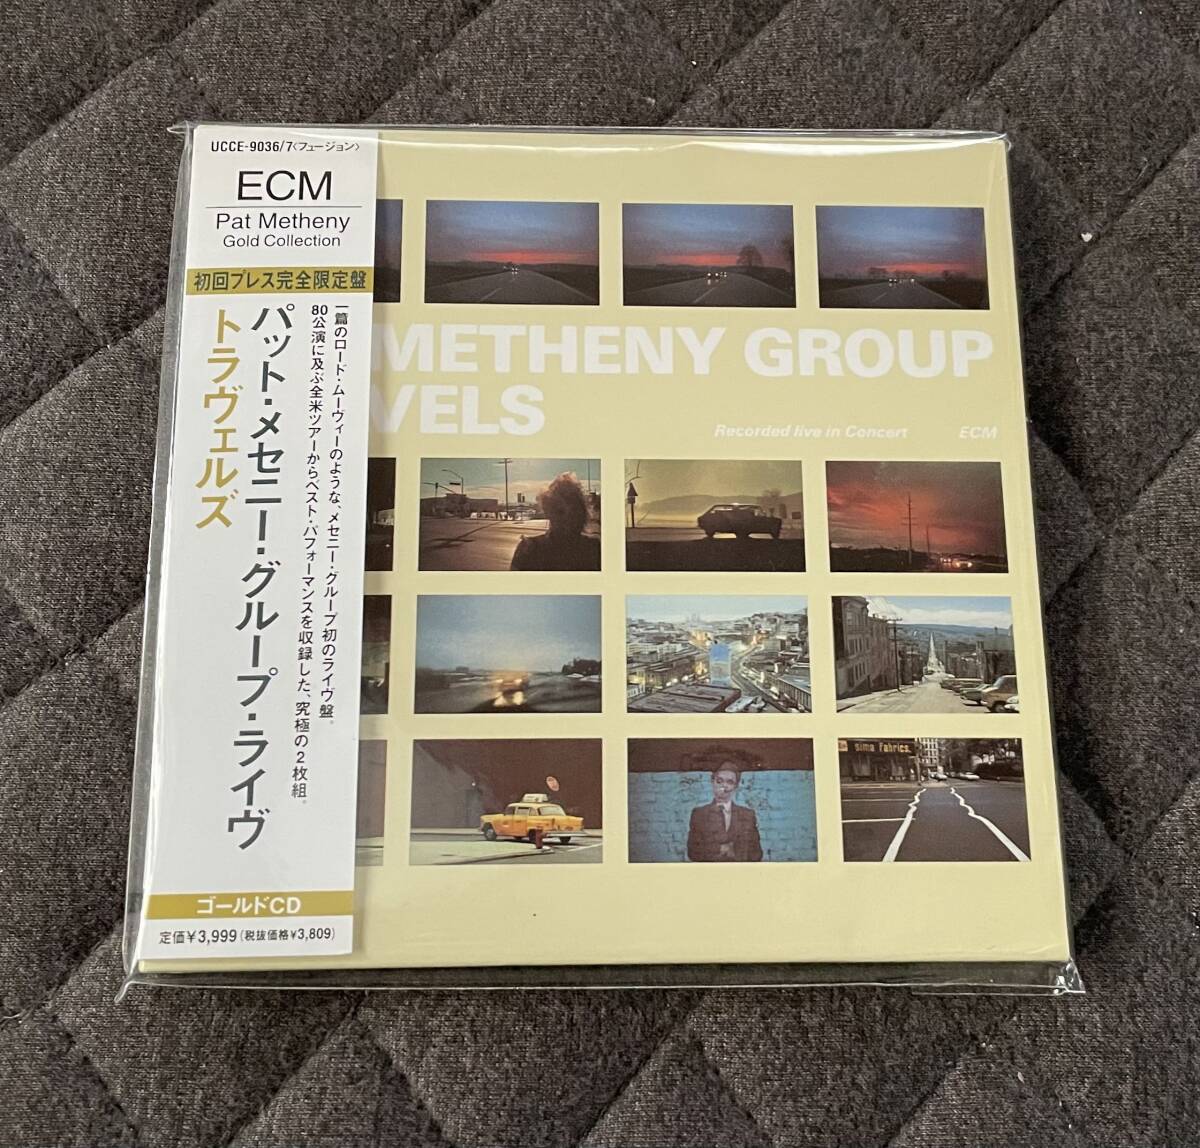 UCCE-9036/7〈フュージョン〉
ECM
Pat Metheny
Gold Collection
初回プレス完全限定盤
一篇のロード・ムーヴィーのような、メセニー・グループ初のライヴ盤。
80公演に及ぶ全米ツアーからベスト・パフォーマンスを収録した、究極の2枚組。
パット・メセニー・グループ・ライヴ
トラヴェルズ
ゴールドCD
定価¥3,999(税抜価格¥3,809)
METHENY GROUP
VELS
Recorded live in Concert ECM
sima fabrics.